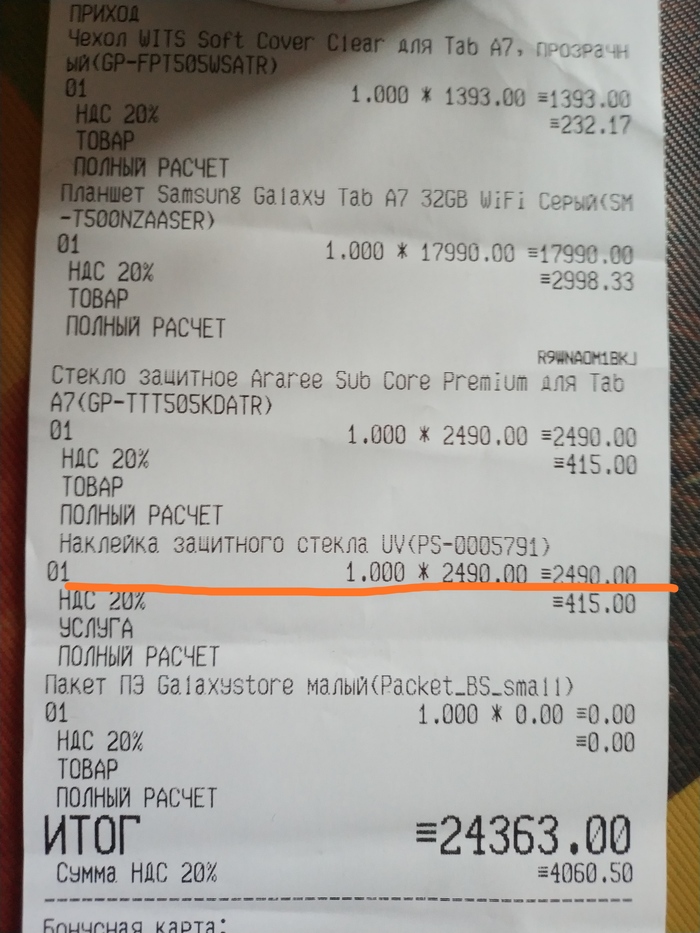 ПРИХОД
Чехол WITS Soft Cover Clear для Tab A7, прозрачн
ый(GP-FPT505WSATR)
01 1.000 * 1393.00 ≡1393.00
НДС 20% ≡232.17
ТОВАР
ПОЛНЫЙ РАСЧЕТ
Планшет Samsung Galaxy Tab A7 32GB WiFi Серый(SM
-T500NZAASER)
01 1.000 * 17990.00 ≡17990.00
НДС 20% ≡2998.33
ТОВАР
ПОЛНЫЙ РАСЧЕТ
R9WNA0M1BKJ
Стекло защитное Araree Sub Core Premium для Tab
A7(GP-TTT505KDATR)
01 1.000 * 2490.00 ≡2490.00
НДС 20% ≡415.00
ТОВАР
ПОЛНЫЙ РАСЧЕТ
Наклейка защитного стекла UV(PS-0005791)
01 1.000 * 2490.00 ≡2490.00
НДС 20% ≡415.00
УСЛУГА
ПОЛНЫЙ РАСЧЕТ
Пакет ПЭ Galaxystore малый(Packet_BS_small)
01 1.000 * 0.00 ≡0.00
НДС 20% ≡0.00
ТОВАР
ПОЛНЫЙ РАСЧЕТ
ИТОГ ≡24363.00
Сумма НДС 20% ≡4060.50
Бонусная карта: